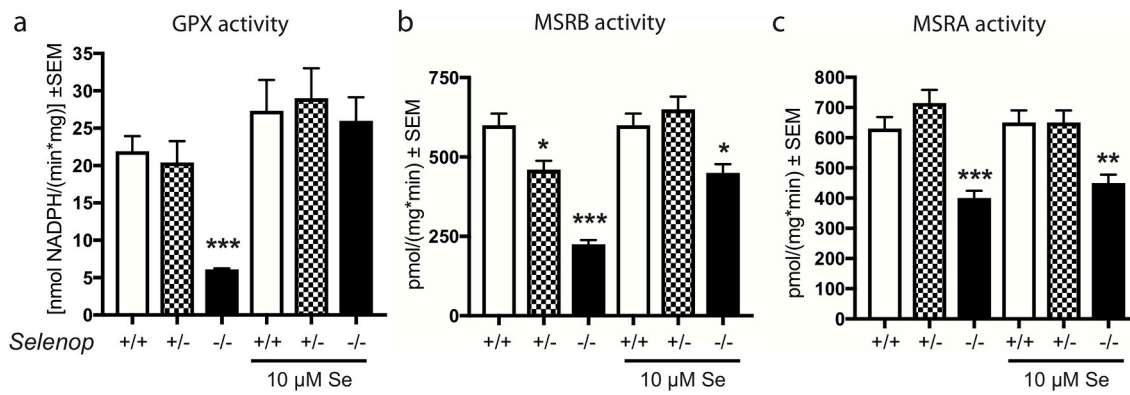 a
GPX activity
[nmol NADPH/(min*mg)] ±SEM
35
30
25
20
15
10
5
0
***
Selenop +/+ +/- -/- +/+ +/- -/-
10 µM Se
b
MSRB activity
pmol/(mg*min) ± SEM
750
500
250
0
*
***
*
+/+ +/- -/- +/+ +/- -/-
10 µM Se
c
MSRA activity
pmol/(mg*min) ± SEM
800
700
600
500
400
300
200
100
0
***
**
+/+ +/- -/- +/+ +/- -/-
10 µM Se